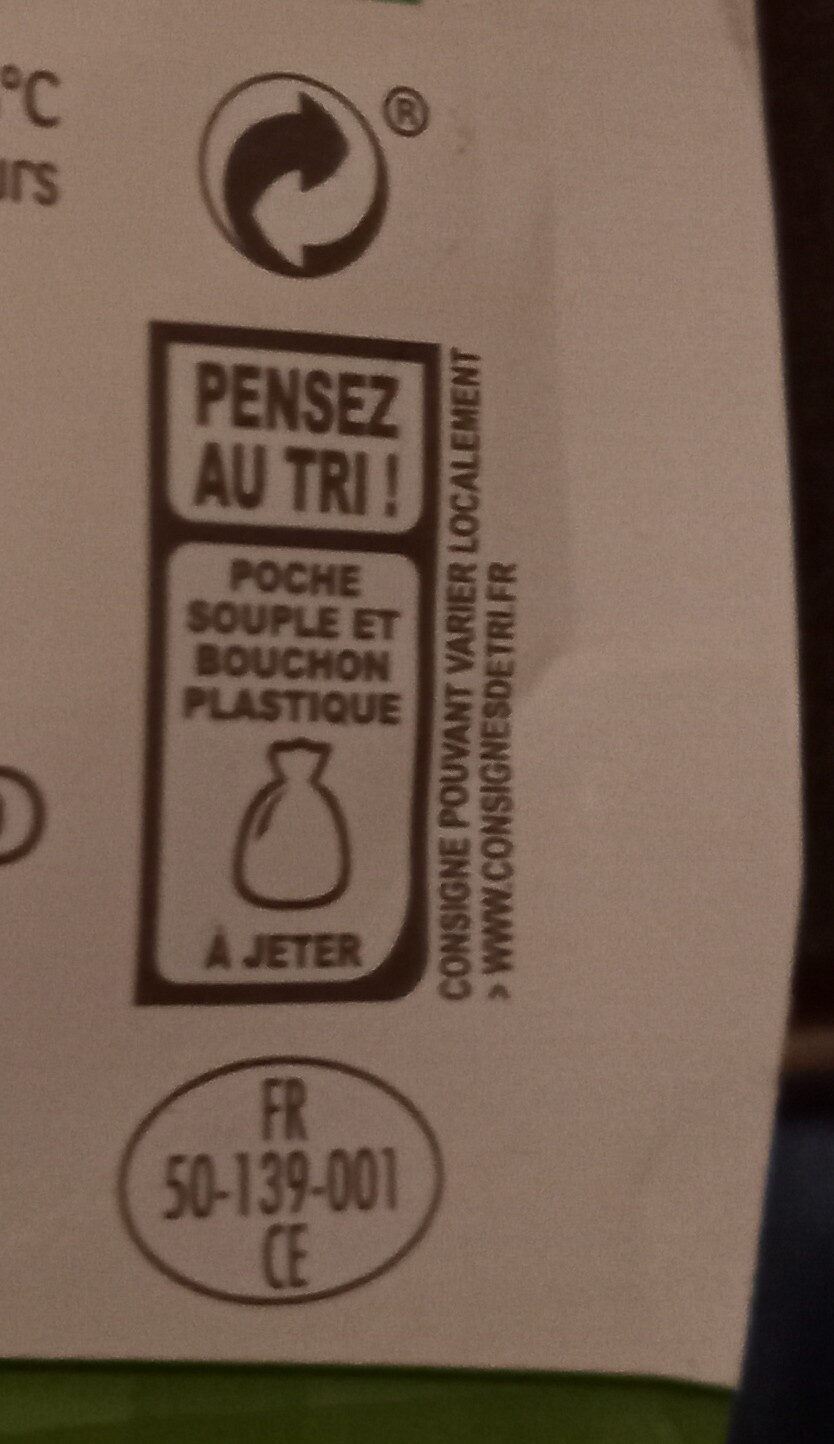 °C
®
urs
PENSEZ
AU TRI !
POCHE
SOUPLE ET
BOUCHON
PLASTIQUE
À JETER
CONSIGNE POUVANT VARIER LOCALEMENT
> WWW.CONSIGNESDETRI.FR
FR
50-139-001
CE